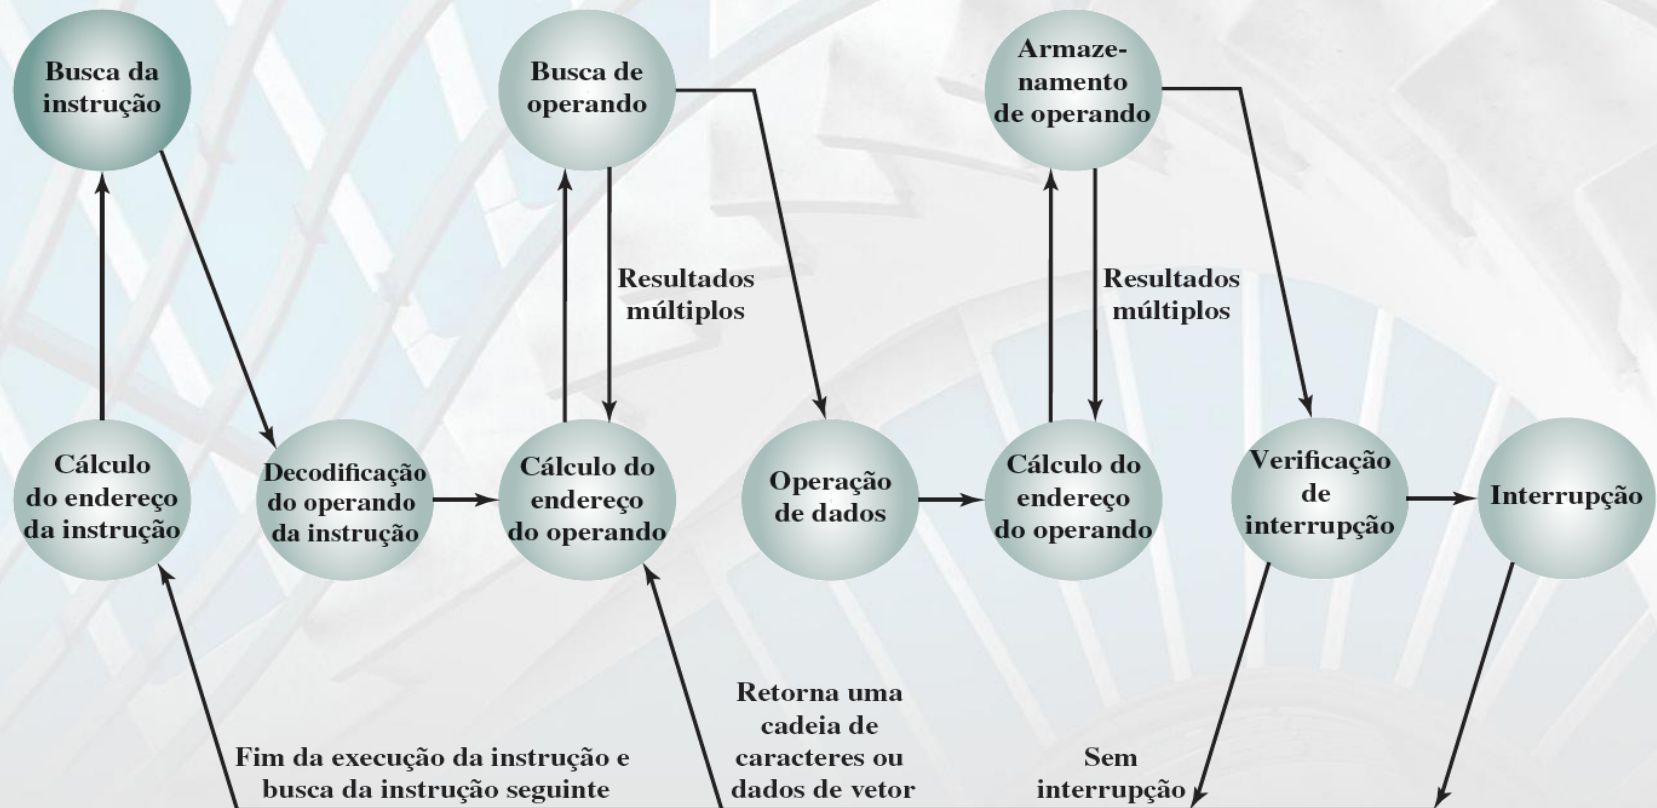 Busca da
instrução
Busca de
operando
Armaze-
namento
de operando
Resultados
múltiplos
Resultados
múltiplos
Cálculo
do endereço
da instrução
Decodificação
do operando
da instrução
Cálculo do
endereço
do operando
Operação
de dados
Cálculo do
endereço
do operando
Verificação
de
interrupção
Interrupção
Fim da execução da instrução e
busca da instrução seguinte
Retorna uma
cadeia de
caracteres ou
dados de vetor
Sem
interrupção